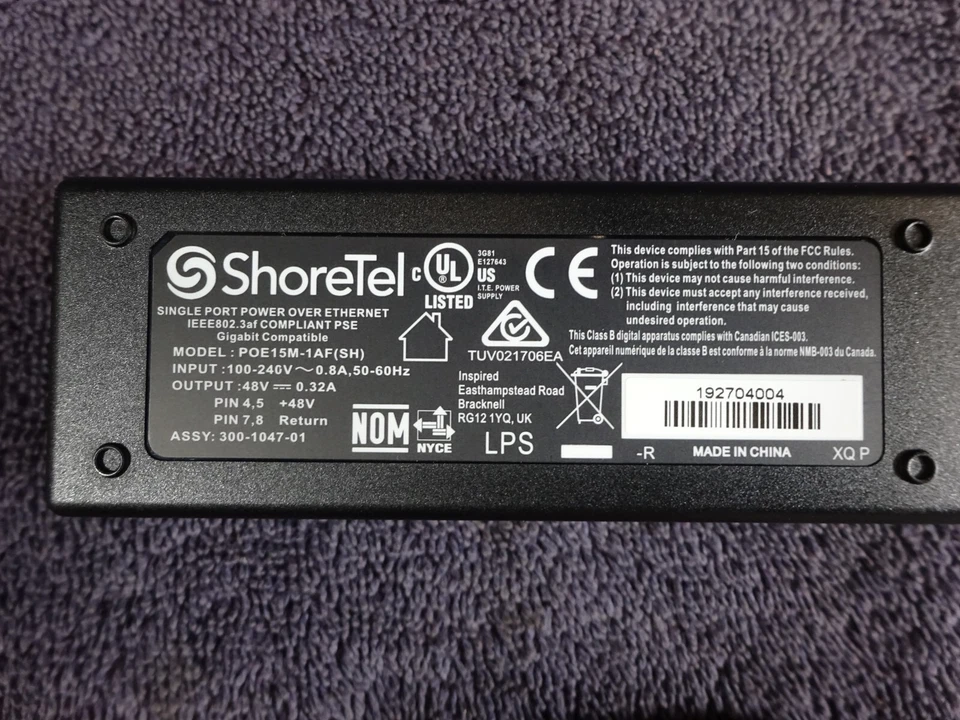 ShoreTel
SINGLE PORT POWER OVER ETHERNET
IEEE802.3af COMPLIANT PSE
Gigabit Compatible
MODEL : POE15M-1AF(SH)
INPUT :100-240V~0.8A,50-60Hz
OUTPUT :48V ⎓ 0.32A
PIN 4,5 +48V
PIN 7,8 Return
ASSY: 300-1047-01
C UL ® US
LISTED
3G81
E127643
I.T.E. POWER
SUPPLY
CE
TUV021706EA
Inspired
Easthampstead Road
Bracknell
RG12 1YQ, UK
NOM
NYCE
LPS
This device complies with Part 15 of the FCC Rules.
Operation is subject to the following two conditions:
(1) This device may not cause harmful interference.
(2) This device must accept any interference received,
including interference that may cause
undesired operation.
This Class B digital apparatus complies with Canadian ICES-003.
Cet appareil numérique de la classe B est conforme à la norme NMB-003 du Canada.
192704004
-R
MADE IN CHINA
XQ P